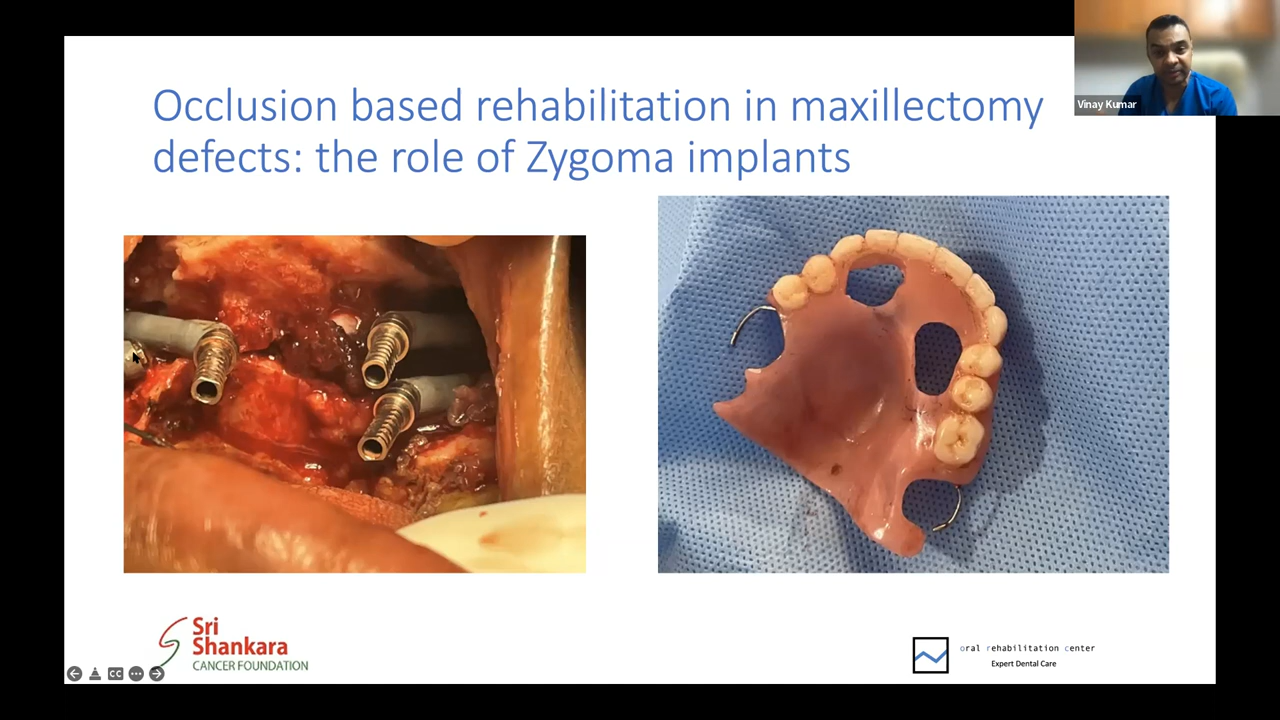 Vinay Kumar
Occlusion based rehabilitation in maxillectomy
defects: the role of Zygoma implants
Sri
Shankara
CANCER FOUNDATION
oral rehabilitation center
Expert Dental Care
CC